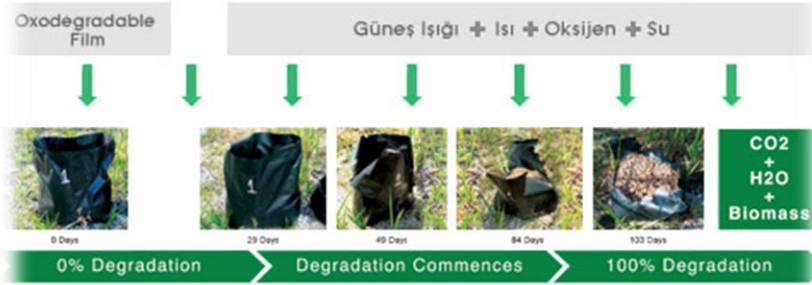 Oxodegradable
Film
Güneş Işığı + Isı + Oksijen + Su
1
1
CO2
+
H2O
+
Biomass
0 Days
29 Days
49 Days
84 Days
103 Days
0% Degradation
Degradation Commences
100% Degradation